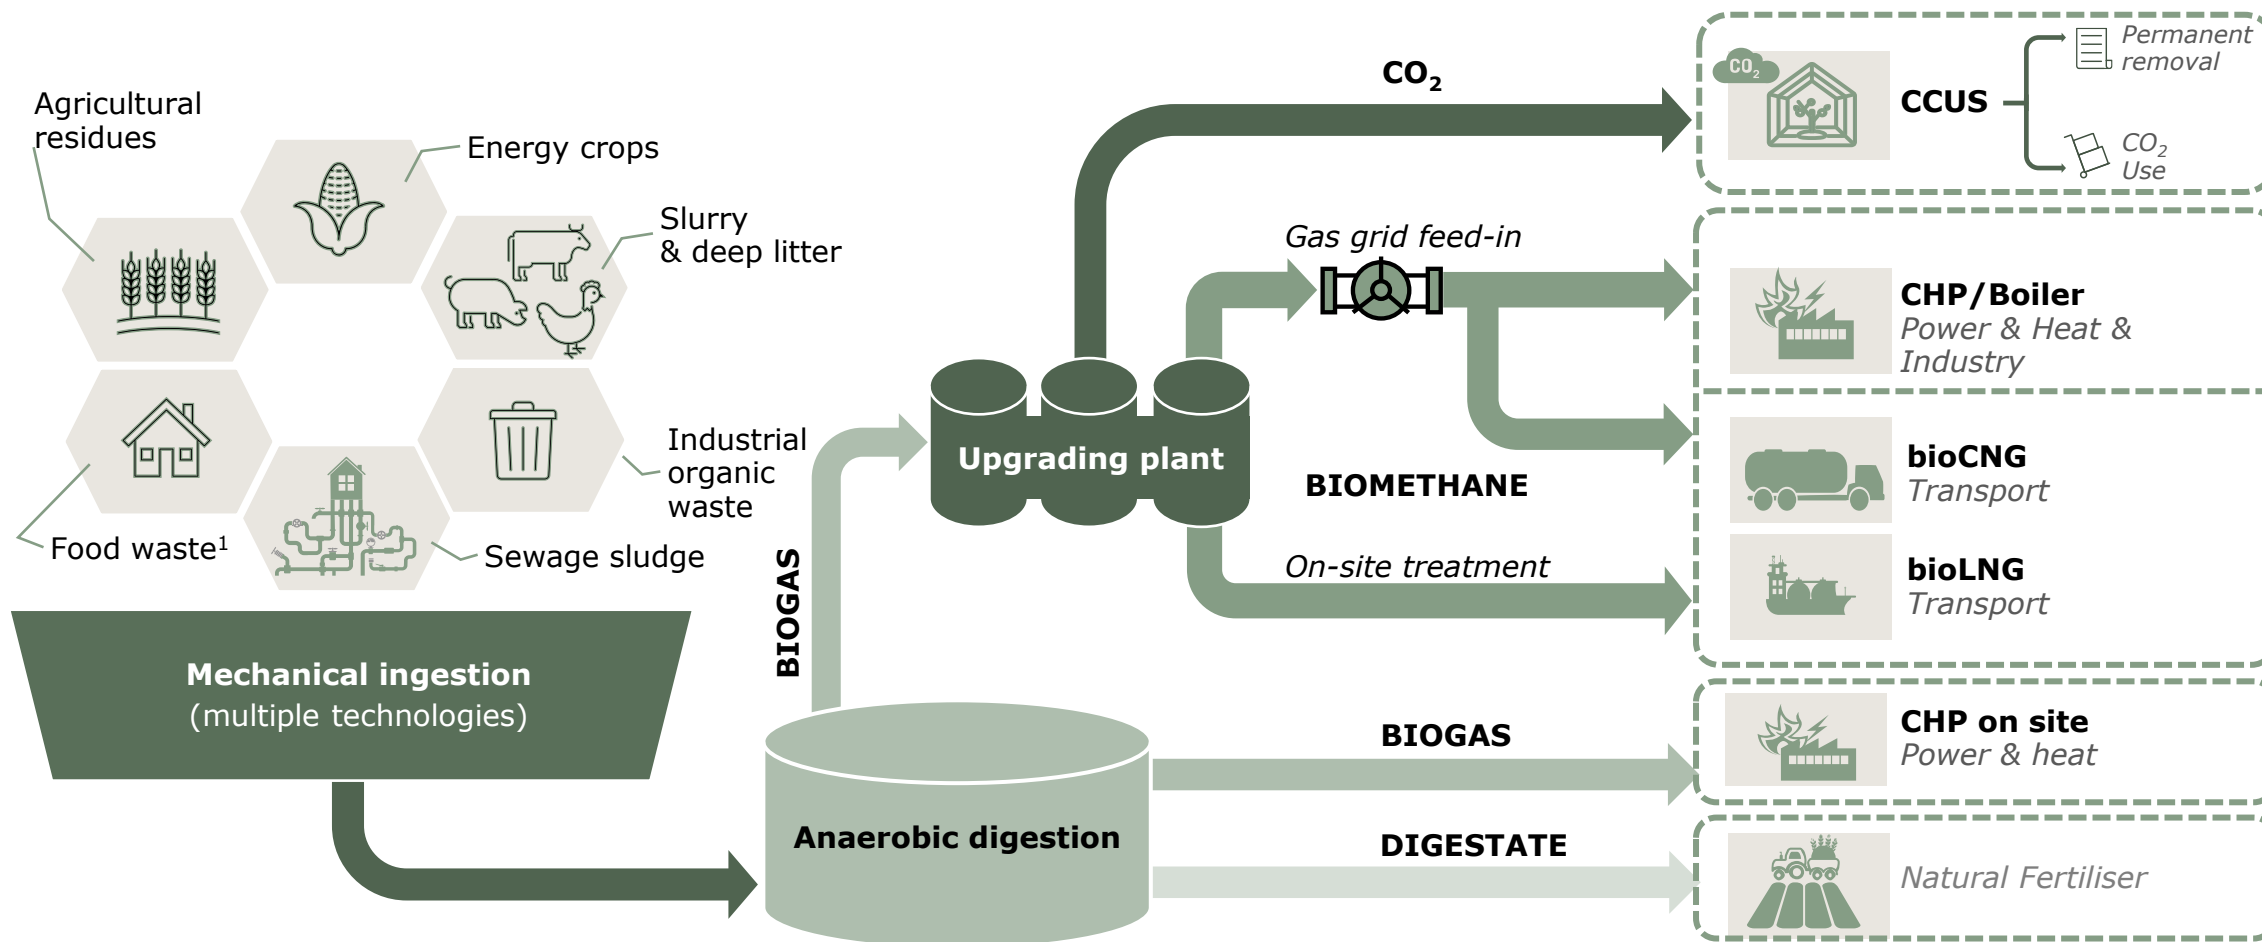 Agricultural
residues
Energy crops
Slurry
& deep litter
Industrial
organic
waste
Sewage sludge
Food waste¹
Mechanical ingestion
(multiple technologies)
BIOGAS
Anaerobic digestion
Upgrading plant
CO₂
Gas grid feed-in
BIOMETHANE
On-site treatment
BIOGAS
DIGESTATE
CO₂
CCUS
Permanent
removal
CO₂
Use
CHP/Boiler
Power & Heat &
Industry
bioCNG
Transport
bioLNG
Transport
CHP on site
Power & heat
Natural Fertiliser